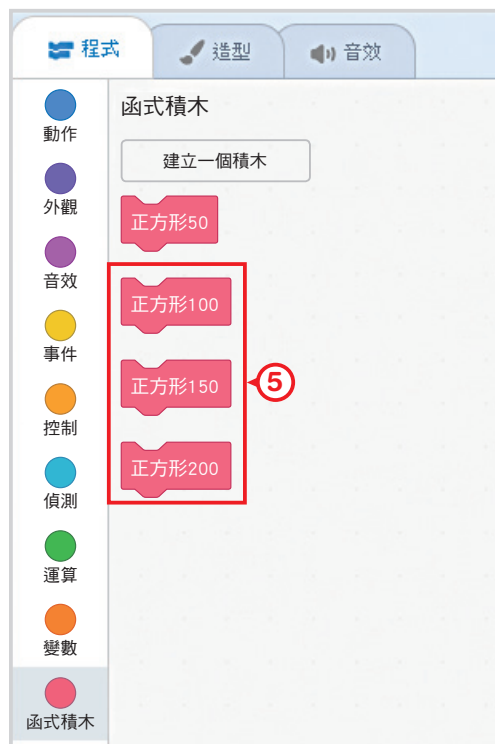 程式 造型 音效
函式積木
建立一個積木
正方形50
正方形100
正方形150
正方形200
5
動作
外觀
音效
事件
控制
偵測
運算
變數
函式積木